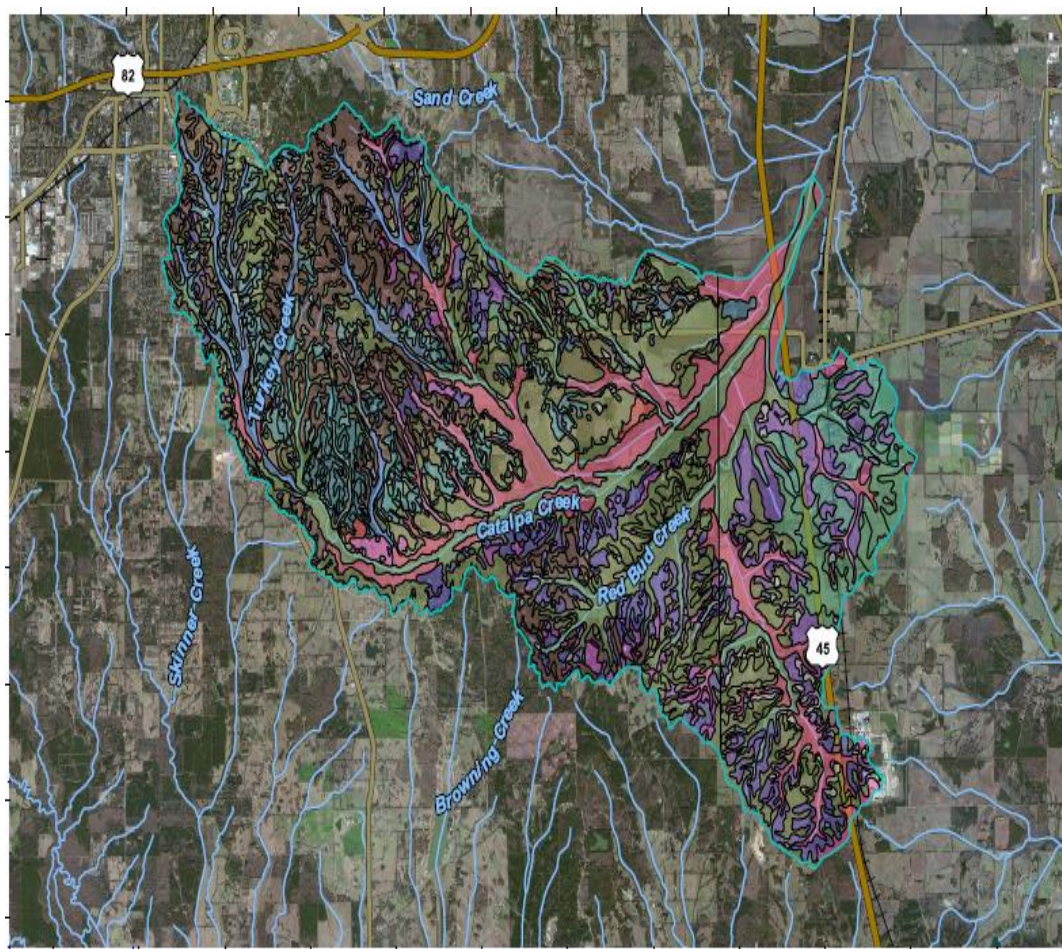 82
Sand Creek
Turkey Creek
Catalpa Creek
Red Bud Creek
Skinner Creek
45
Browning Creek